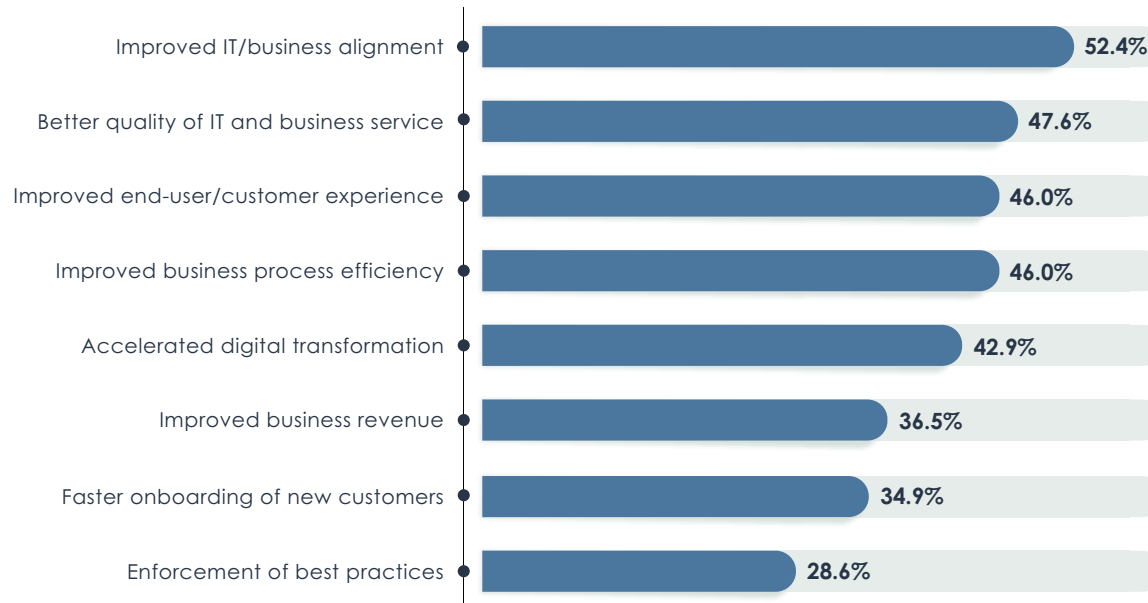 Improved IT/business alignment 52.4%
Better quality of IT and business service 47.6%
Improved end-user/customer experience 46.0%
Improved business process efficiency 46.0%
Accelerated digital transformation 42.9%
Improved business revenue 36.5%
Faster onboarding of new customers 34.9%
Enforcement of best practices 28.6%